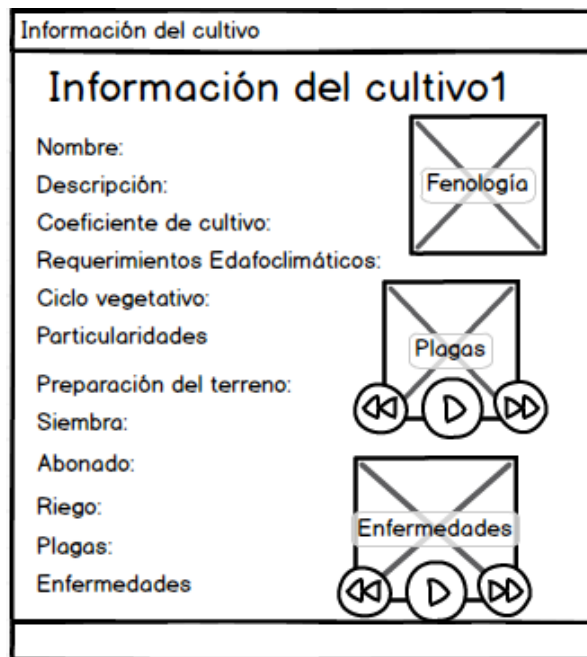 Información del cultivo
Información del cultivo1
Nombre:
Descripción:
Coeficiente de cultivo:
Requerimientos Edafoclimáticos:
Ciclo vegetativo:
Particularidades
Preparación del terreno:
Siembra:
Abonado:
Riego:
Plagas:
Enfermedades
Fenología
Plagas
Enfermedades